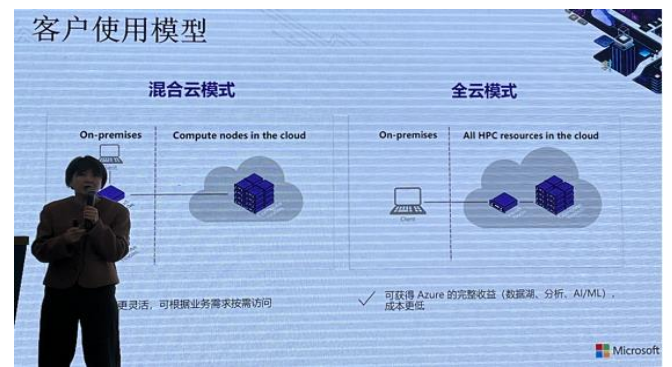 客户使用模型
混合云模式
全云模式
On-premises
Compute nodes in the cloud
On-premises
All HPC resources in the cloud
Client
更灵活，可根据业务需求按需访问
可获得 Azure 的完整收益（数据湖、分析、AI/ML），
成本更低
Microsoft